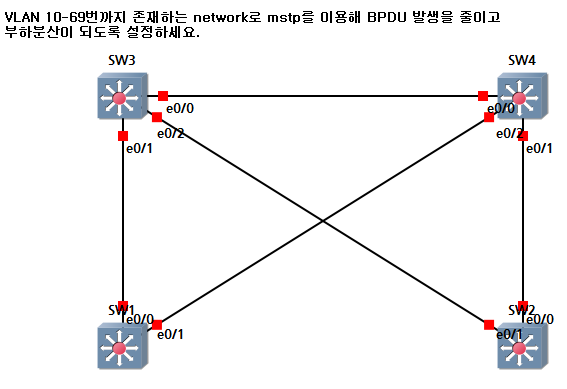 VLAN 10-69번까지 존재하는 network로 mstp를 이용해 BPDU 발생을 줄이고
부하분산이 되도록 설정하세요.
SW3
SW4
e0/0
e0/0
e0/2
e0/2
e0/1
e0/1
SW1
SW2
e0/0
e0/0
e0/1
e0/1